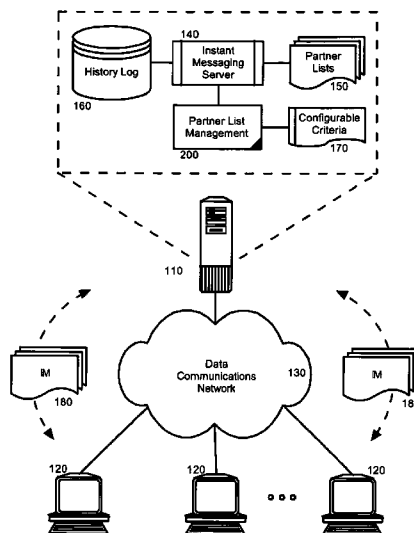 140
Instant
Messaging
Server
History Log
160
Partner
Lists
150
Partner List
Management
200
Configurable
Criteria
170
110
Data
Communications
Network
130
IM
180
IM
18
120
120
120